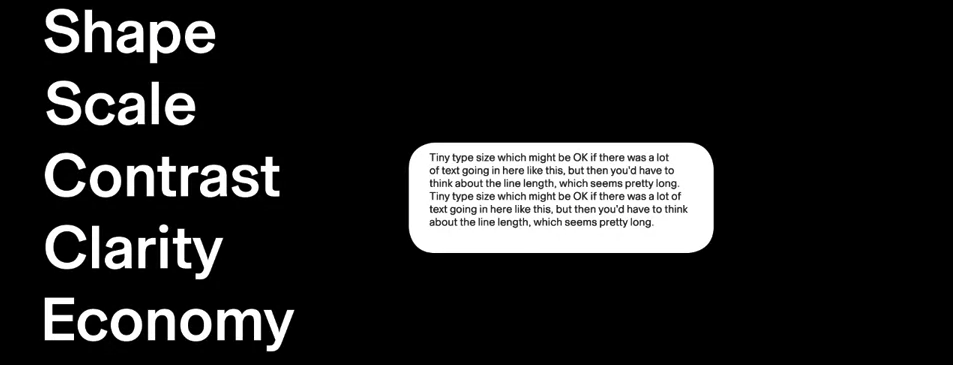 Shape
Scale
Contrast
Clarity
Economy
Tiny type size which might be OK if there was a lot
of text going in here like this, but then you'd have to
think about the line length, which seems pretty long.
Tiny type size which might be OK if there was a lot of
text going in here like this, but then you'd have to think
about the line length, which seems pretty long.